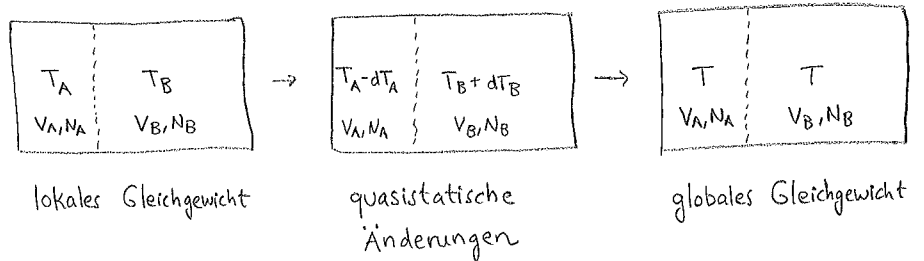 T_A T_B → T_A-dT_A T_B+dT_B → T T
V_A,N_A V_B,N_B V_A,N_A V_B,N_B V_A,N_A V_B,N_B
lokales Gleichgewicht quasistatische globales Gleichgewicht
Änderungen